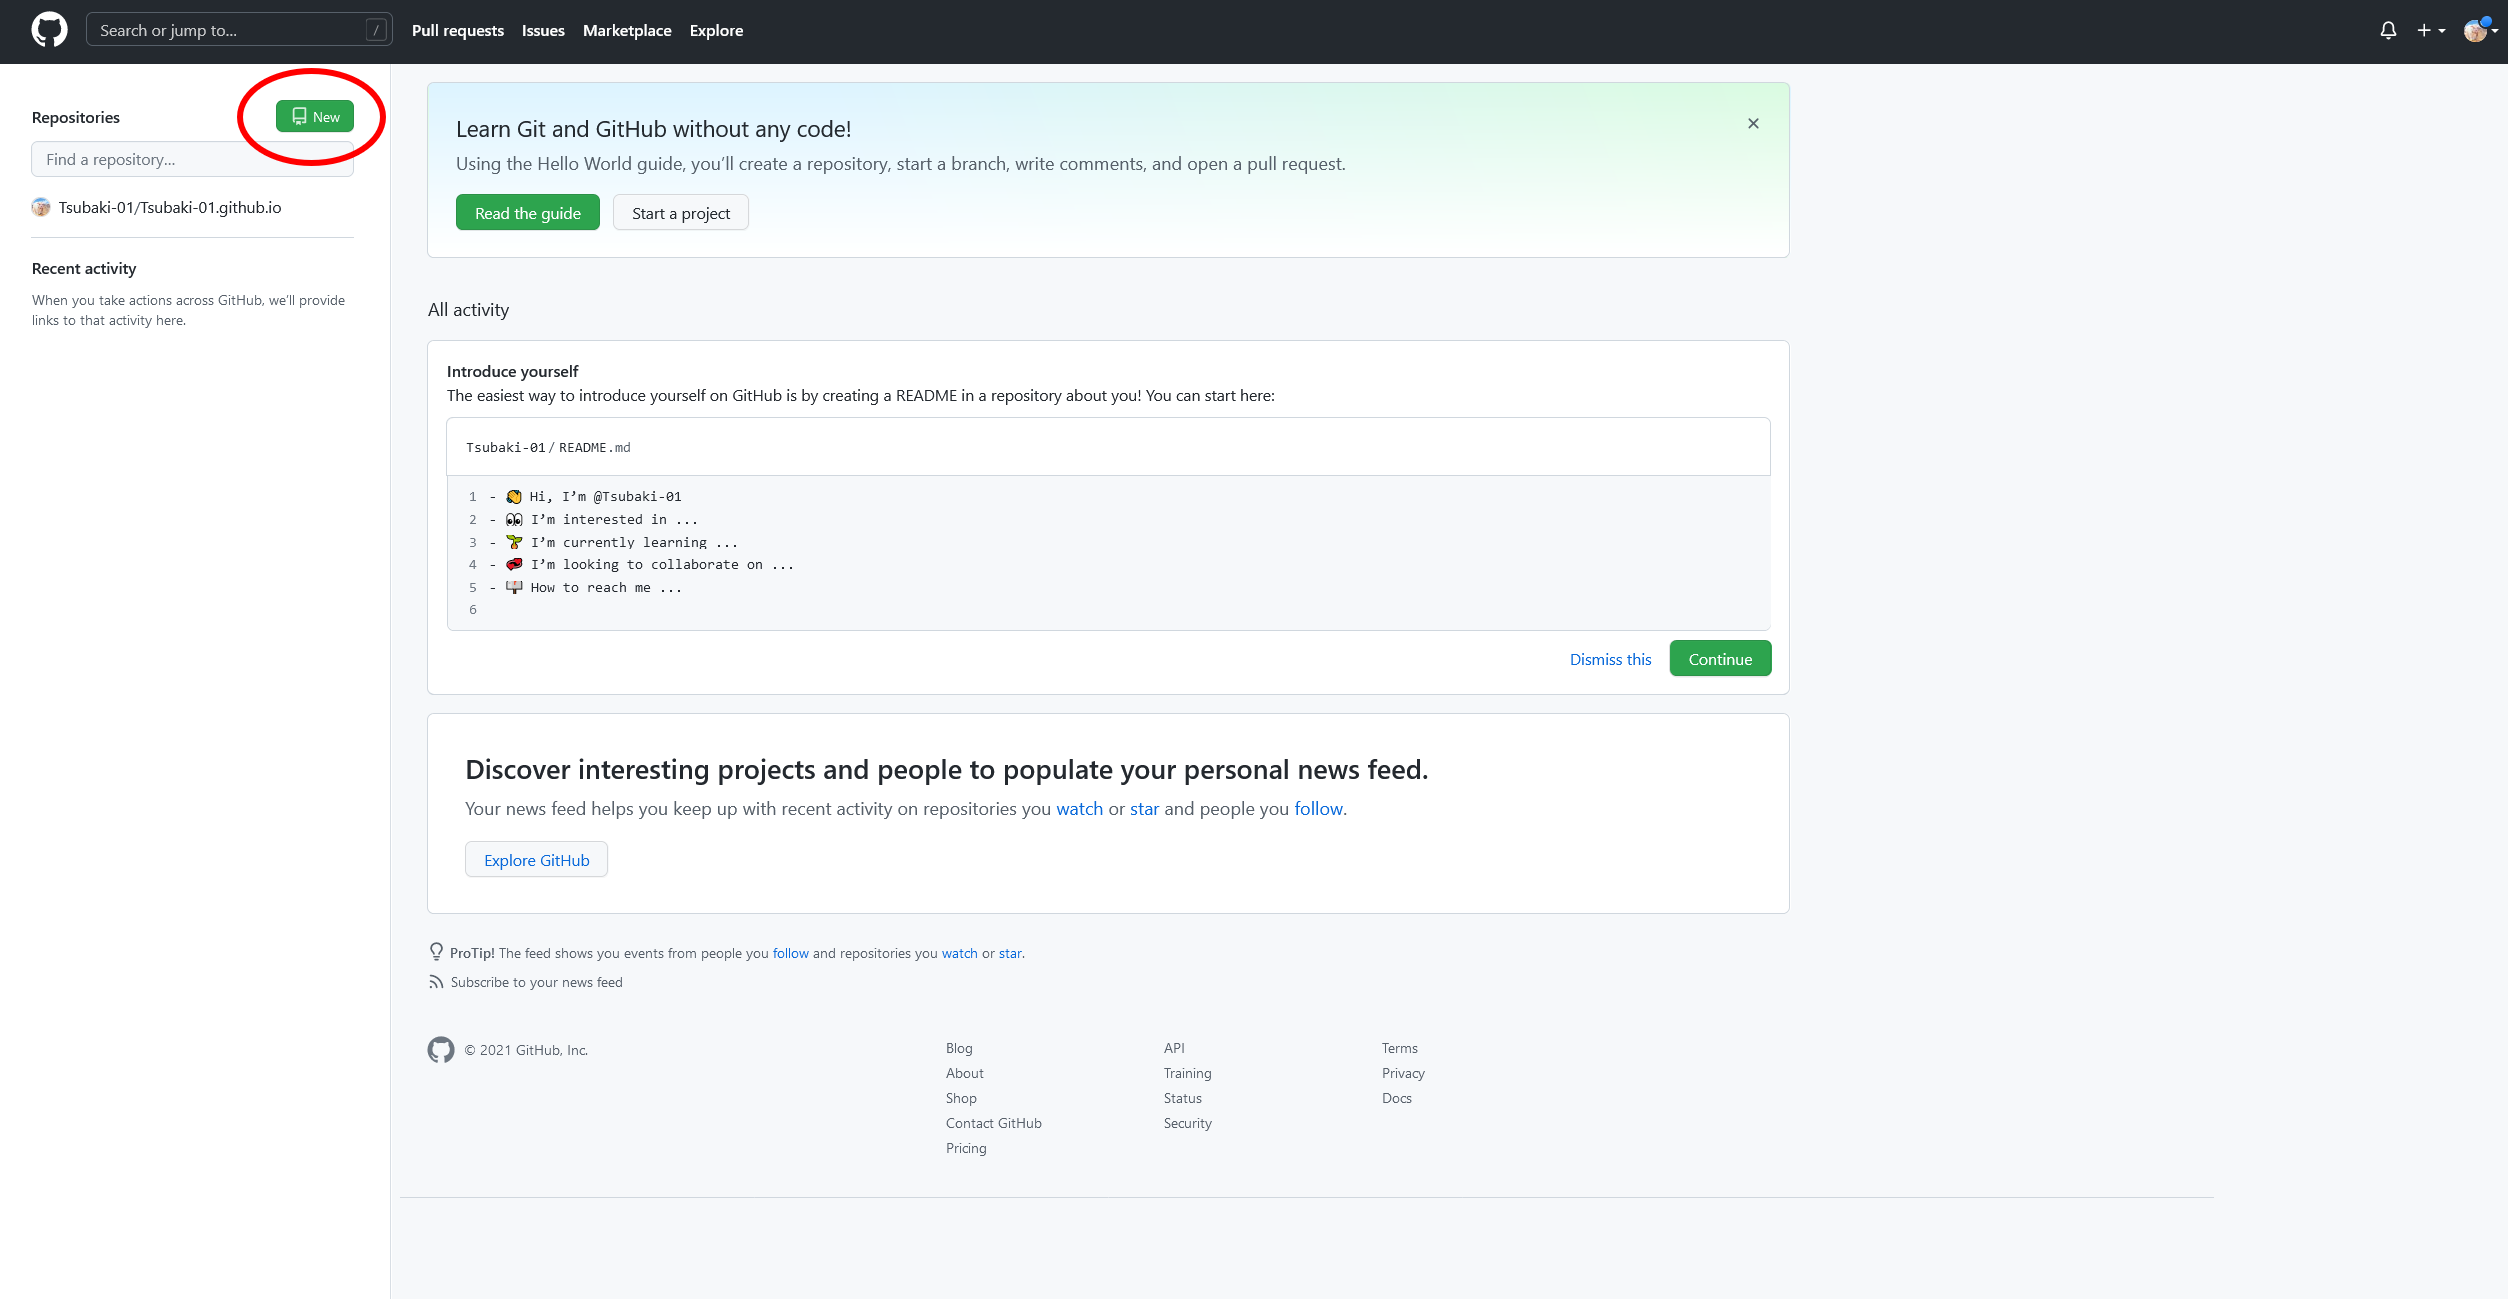 Search or jump to...
/
Pull requests
Issues
Marketplace
Explore
Repositories
New
Find a repository...
Tsubaki-01/Tsubaki-01.github.io
Recent activity
When you take actions across GitHub, we’ll provide
links to that activity here.
Learn Git and GitHub without any code!
Using the Hello World guide, you’ll create a repository, start a branch, write comments, and open a pull request.
Read the guide
Start a project
All activity
Introduce yourself
The easiest way to introduce yourself on GitHub is by creating a README in a repository about you! You can start here:
Tsubaki-01/README.md
1 - 👋 Hi, I’m @Tsubaki-01
2 - 👀 I’m interested in ...
3 - 🌱 I’m currently learning ...
4 - 💞️ I’m looking to collaborate on ...
5 - 📫 How to reach me ...
6
Dismiss this
Continue
Discover interesting projects and people to populate your personal news feed.
Your news feed helps you keep up with recent activity on repositories you watch or star and people you follow.
Explore GitHub
ProTip! The feed shows you events from people you follow and repositories you watch or star.
Subscribe to your news feed
© 2021 GitHub, Inc.
Blog
About
Shop
Contact GitHub
Pricing
API
Training
Status
Security
Terms
Privacy
Docs